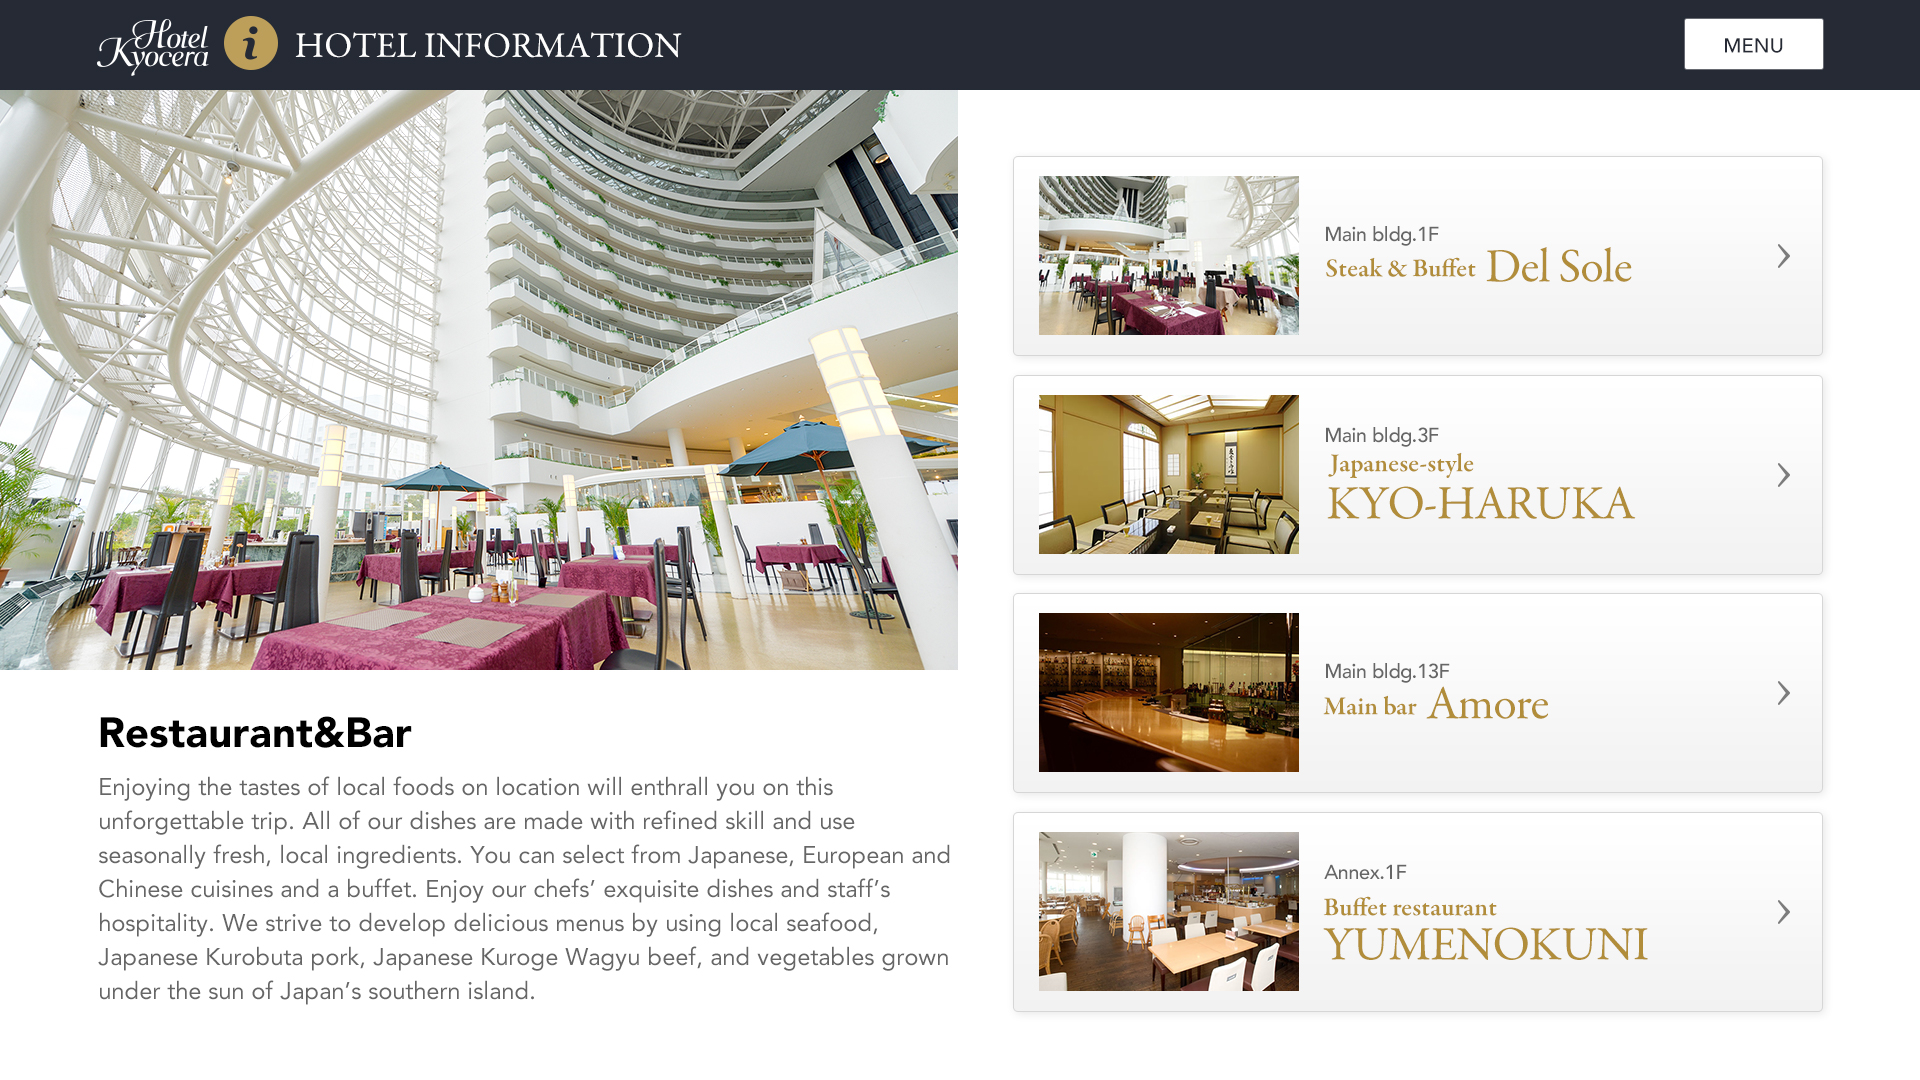 Hotel
Kyocera
i HOTEL INFORMATION
MENU
Restaurant&Bar
Enjoying the tastes of local foods on location will enthrall you on this
unforgettable trip. All of our dishes are made with refined skill and use
seasonally fresh, local ingredients. You can select from Japanese, European and
Chinese cuisines and a buffet. Enjoy our chefs’ exquisite dishes and staff’s
hospitality. We strive to develop delicious menus by using local seafood,
Japanese Kurobuta pork, Japanese Kuroge Wagyu beef, and vegetables grown
under the sun of Japan’s southern island.
Main bldg.1F
Steak & Buffet Del Sole
Main bldg.3F
Japanese-style
KYO-HARUKA
Main bldg.13F
Main bar Amore
Annex.1F
Buffet restaurant
YUMENOKUNI